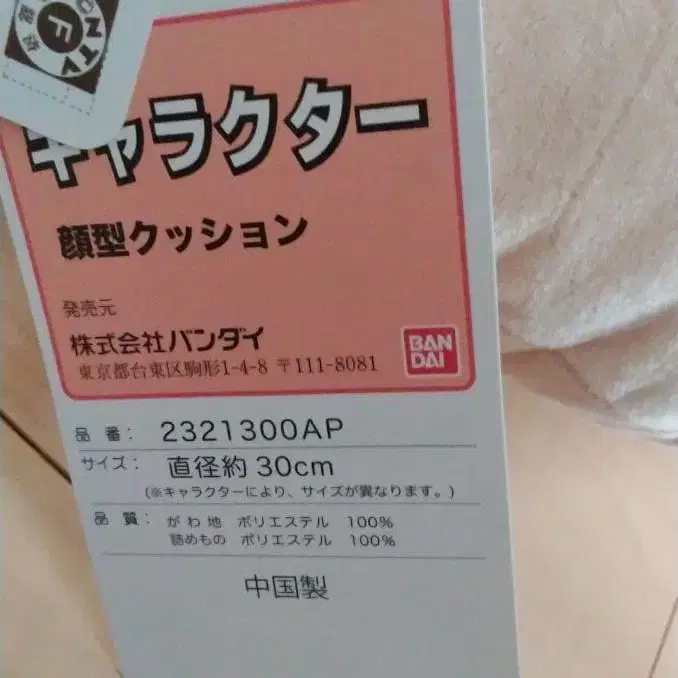 キャラクター
顔型クッション
発売元
株式会社バンダイ
東京都台東区駒形1-4-8 〒111-8081
BAN
DAI
品番: 2321300AP
サイズ: 直径約30cm
(※キャラクターにより、サイズが異なります。)
品質: がわ地 ポリエステル 100%
詰めもの ポリエステル 100%
中国製